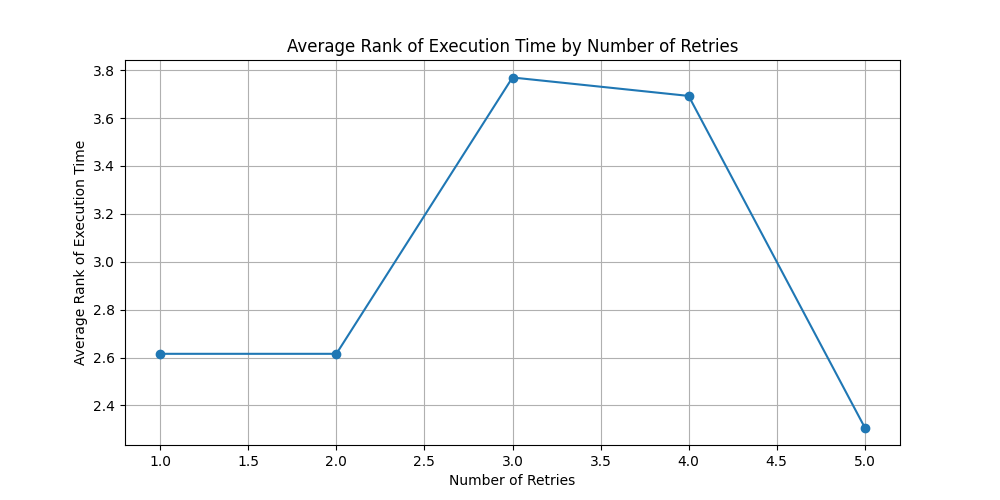 Average Rank of Execution Time by Number of Retries
Average Rank of Execution Time
3.8
3.6
3.4
3.2
3.0
2.8
2.6
2.4
1.0 1.5 2.0 2.5 3.0 3.5 4.0 4.5 5.0
Number of Retries